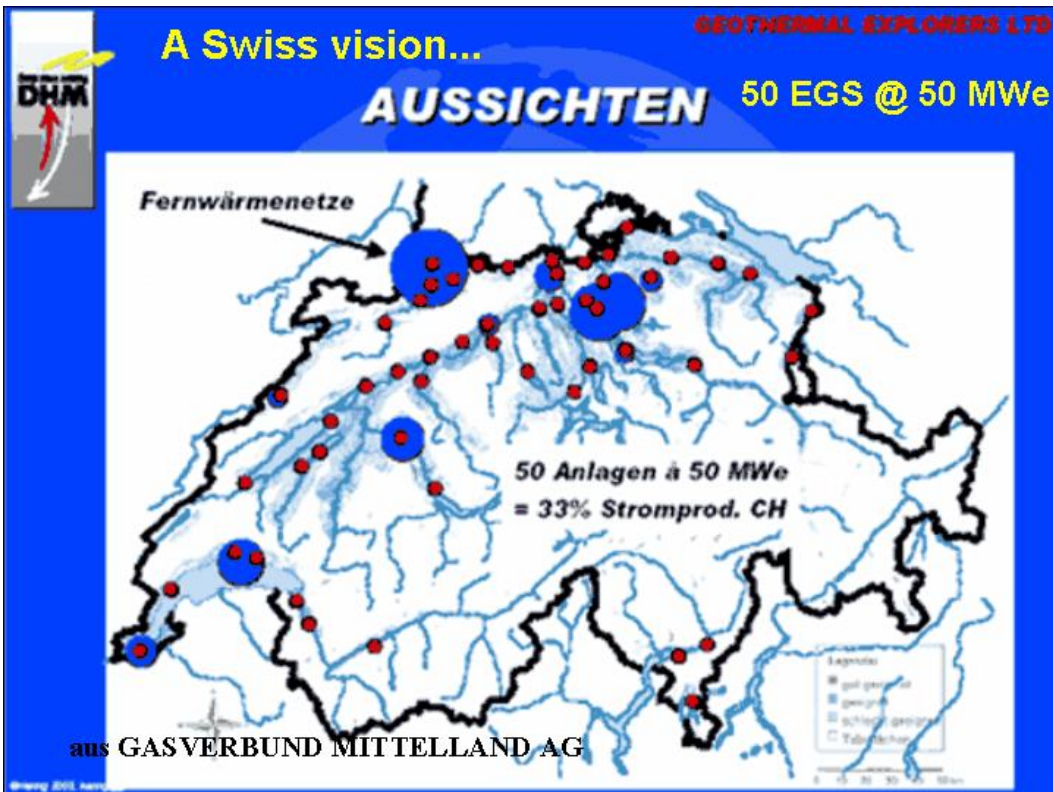 GEOTHERMAL EXPLORERS LTD
A Swiss vision...
DHM
50 EGS @ 50 MWe
AUSSICHTEN
Fernwärmenetze
50 Anlagen à 50 MWe
= 33% Stromprod. CH
aus GASVERBUND MITTELLAND AG